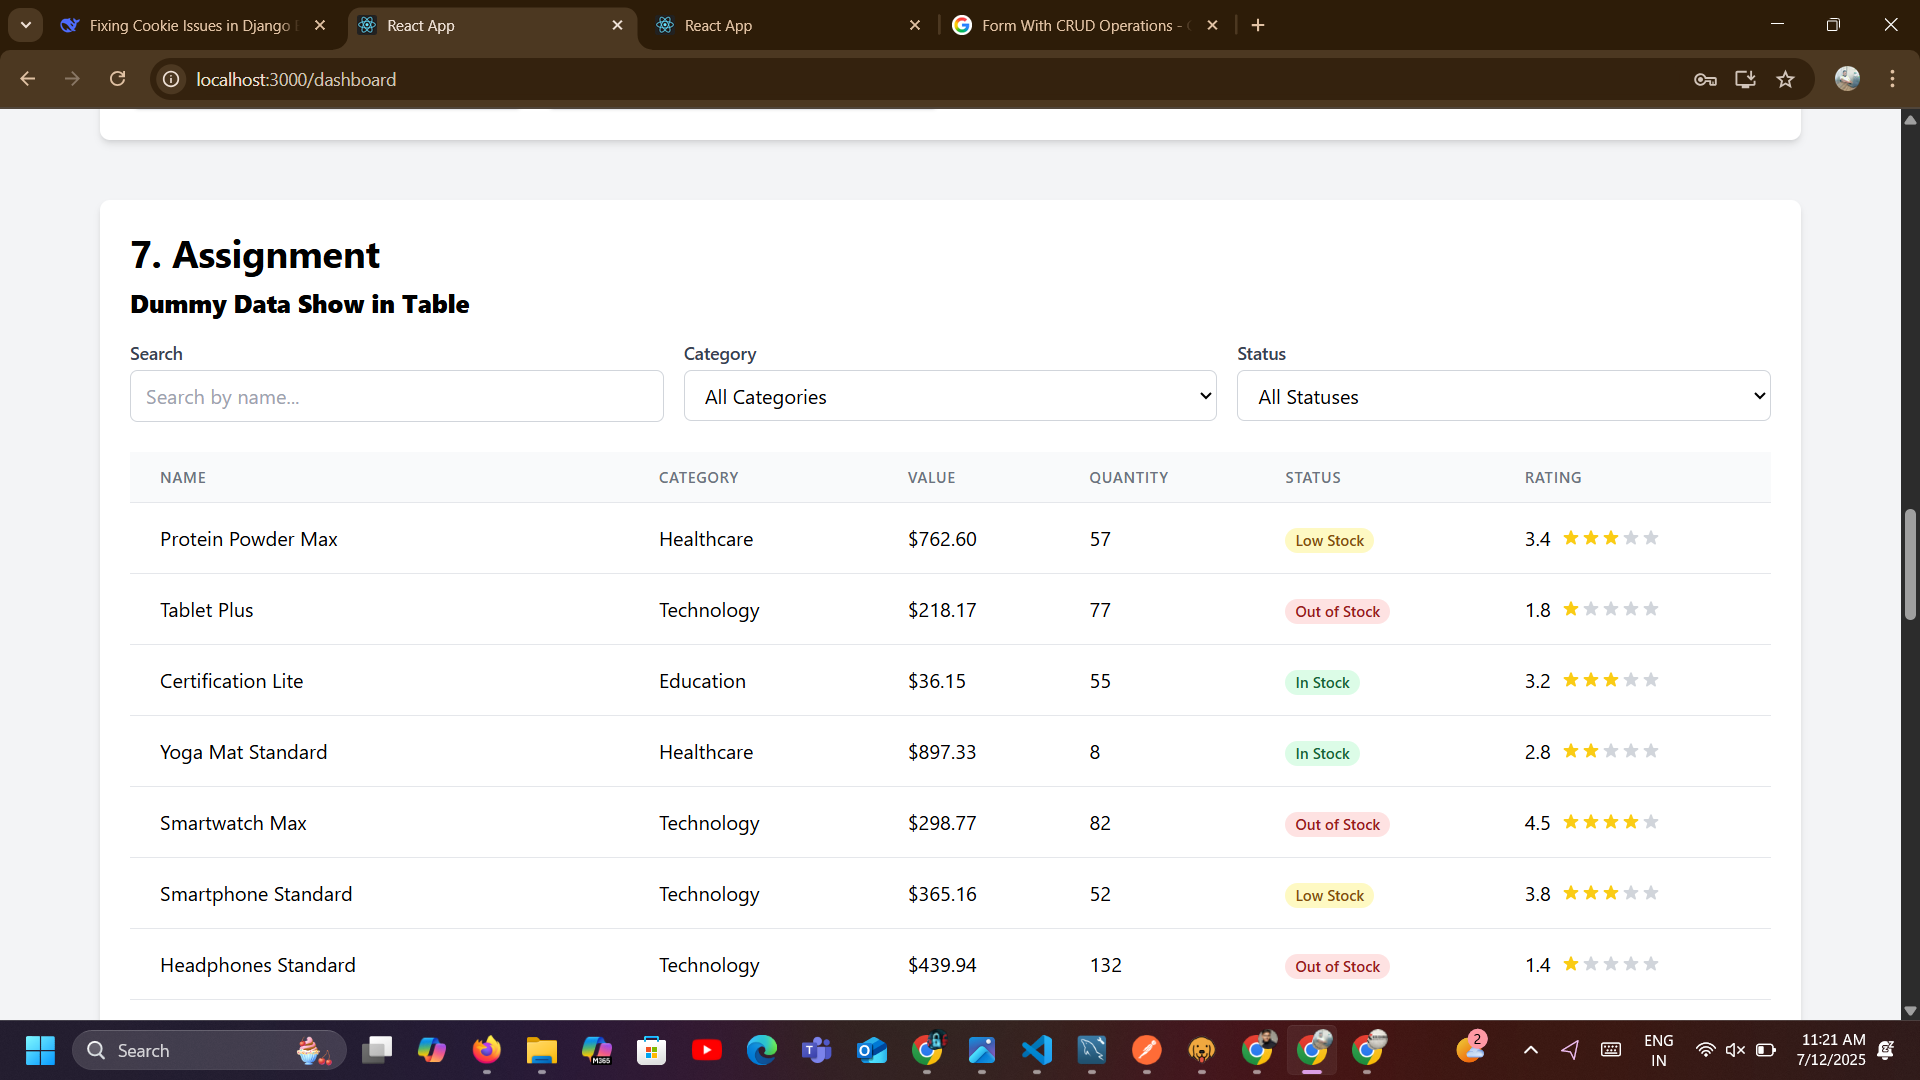 Fixing Cookie Issues in Django
React App
React App
Form With CRUD Operations -
localhost:3000/dashboard
7. Assignment
Dummy Data Show in Table
Search
Category
Status
Search by name...
All Categories
All Statuses
NAME CATEGORY VALUE QUANTITY STATUS RATING
Protein Powder Max Healthcare $762.60 57 Low Stock 3.4
Tablet Plus Technology $218.17 77 Out of Stock 1.8
Certification Lite Education $36.15 55 In Stock 3.2
Yoga Mat Standard Healthcare $897.33 8 In Stock 2.8
Smartwatch Max Technology $298.77 82 Out of Stock 4.5
Smartphone Standard Technology $365.16 52 Low Stock 3.8
Headphones Standard Technology $439.94 132 Out of Stock 1.4
Search
M365
2
ENG
IN
11:21 AM
7/12/2025